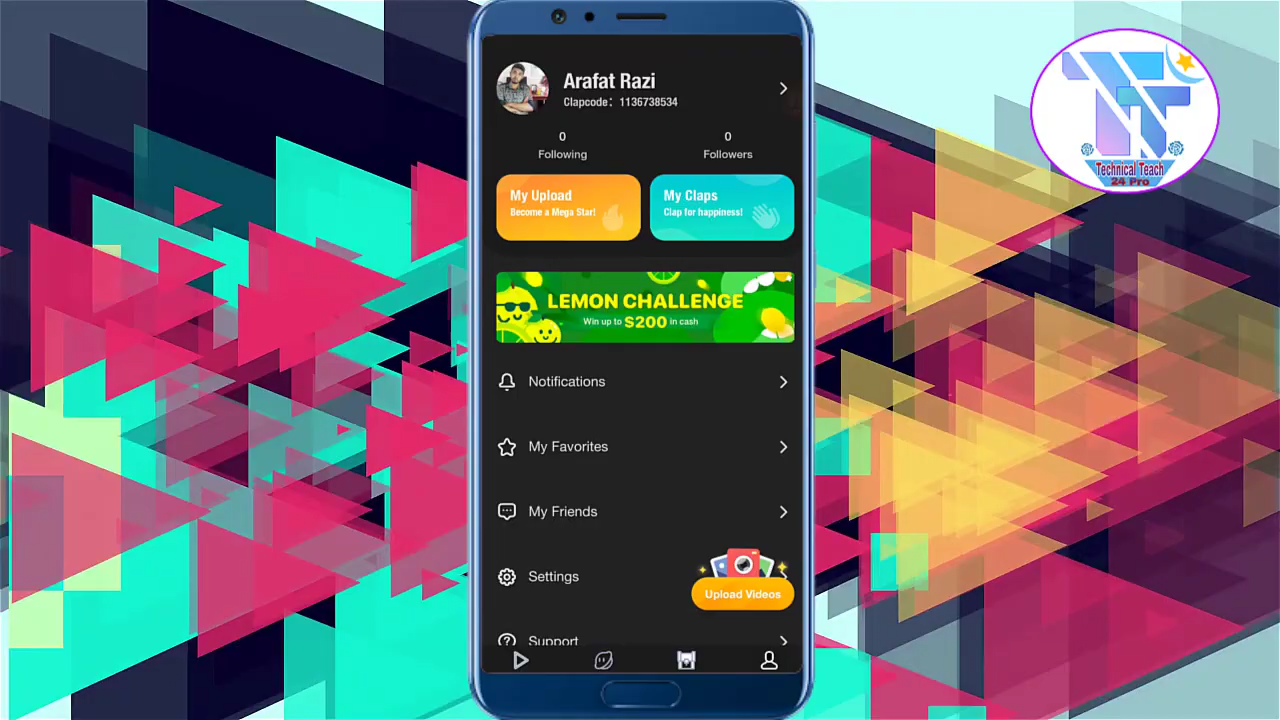 Arafat Razi
Clapcode: 1136738534
0
Following
0
Followers
My Upload
Become a Mega Star!
My Claps
Clap for happiness!
LEMON CHALLENGE
Win up to $200 in cash
Notifications
My Favorites
My Friends
Settings
Upload Videos
Support
TT
Technical Teach
24 Pro